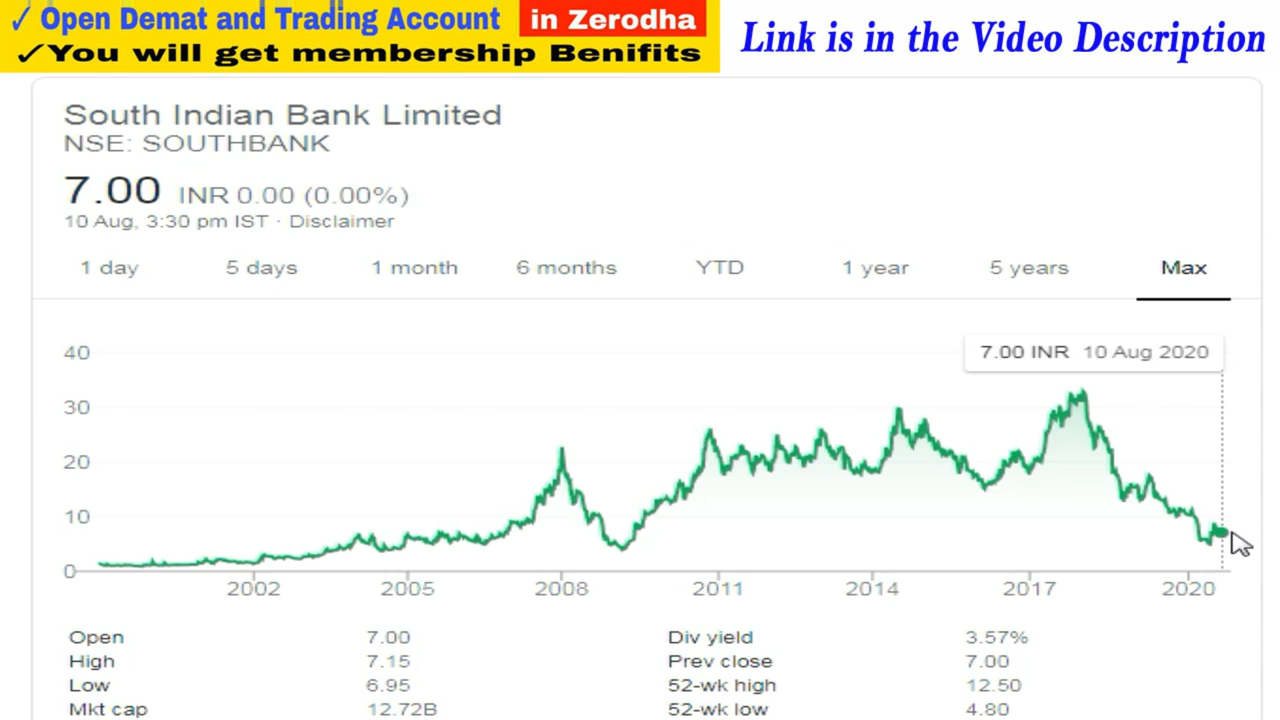 ✓ Open Demat and Trading Account in Zerodha
✓You will get membership Benifits
Link is in the Video Description
South Indian Bank Limited
NSE: SOUTHBANK
7.00 INR 0.00 (0.00%)
10 Aug, 3:30 pm IST · Disclaimer
1 day 5 days 1 month 6 months YTD 1 year 5 years Max
7.00 INR 10 Aug 2020
40
30
20
10
0
2002 2005 2008 2011 2014 2017 2020
Open 7.00 Div yield 3.57%
High 7.15 Prev close 7.00
Low 6.95 52-wk high 12.50
Mkt cap 12.72B 52-wk low 4.80